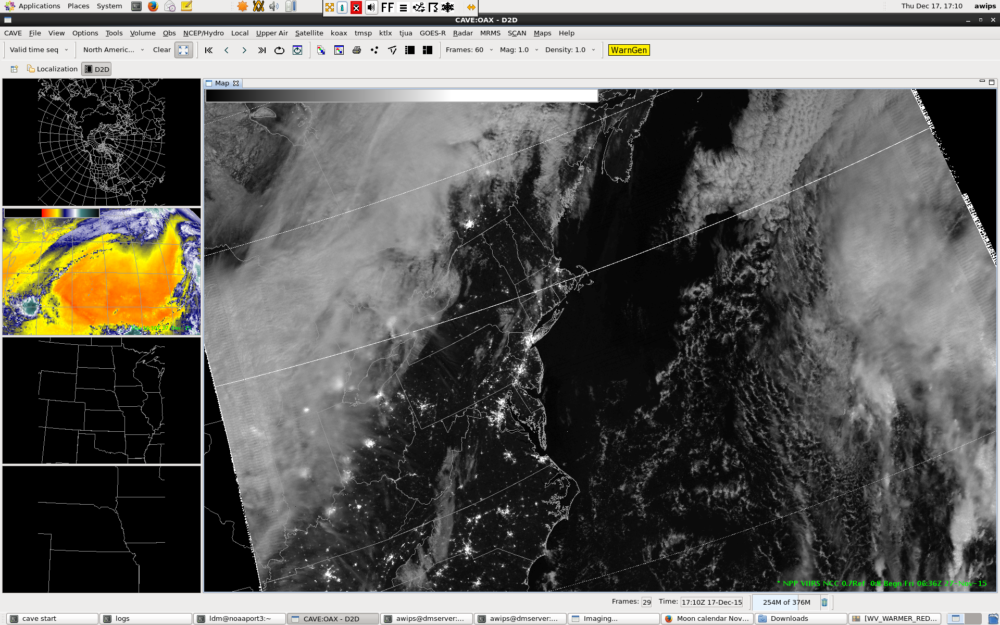 Applications Places System
FF
Thu Dec 17, 17:10 awips
CAVE:OAX - D2D
CAVE File View Options Tools Volume Obs NCEP/Hydro Local Upper Air Satellite koax tmsp ktlx tjua GOES-R Radar MRMS SCAN Maps Help
Valid time seq North Americ... Clear Frames: 60 Mag: 1.0 Density: 1.0 WarnGen
Localization D2D
Map
* NPP VIIRS NCC 0.7Ref -0.8 Begn Fri 06:36Z 27-Nov-15
Frames: 29 Time: 17:10Z 17-Dec-15 254M of 376M
cave start logs ldm@noaaport3:~ CAVE:OAX - D2D awips@dmserver:... awips@dmserver:... Imaging... Moon calendar Nov... Downloads [WV_WARMER_RED...